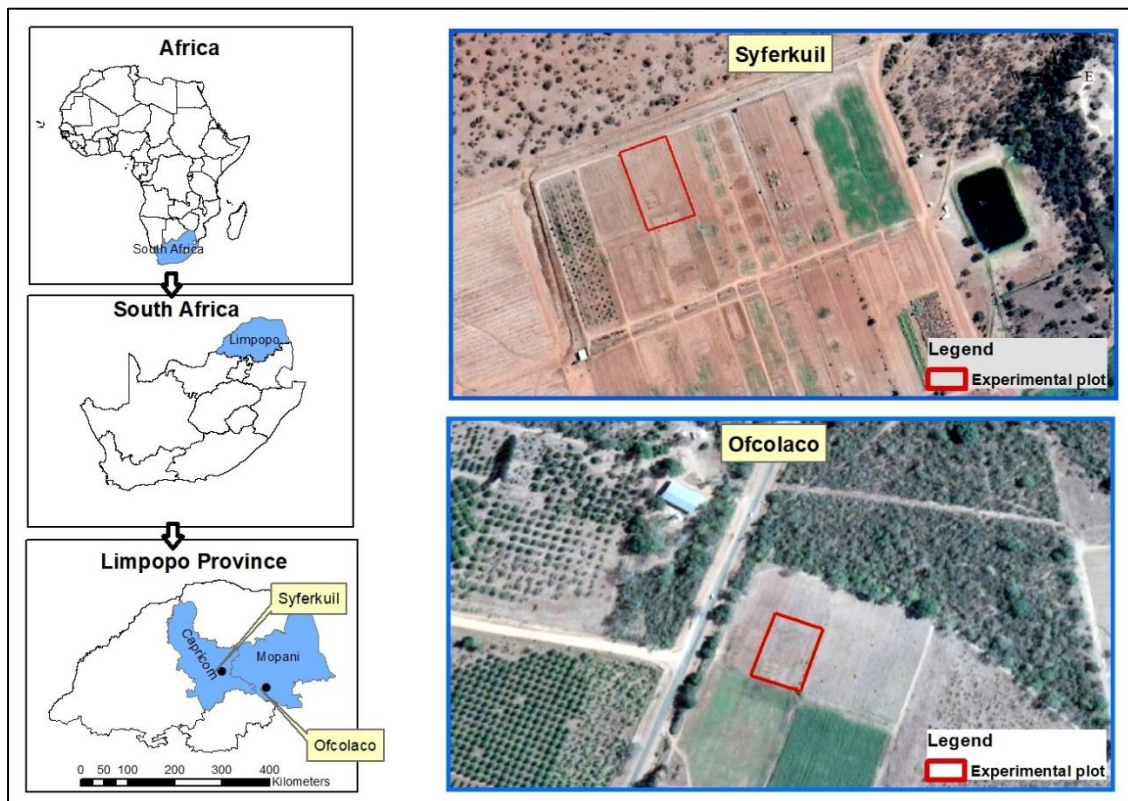 Africa
South Africa
South Africa
Limpopo
Limpopo Province
Syferkuil
Capricorn
Mopani
Ofcolaco
0 50 100 200 300 400
Kilometers
Syferkuil
E
Legend
Experimental plot
Ofcolaco
Legend
Experimental plot